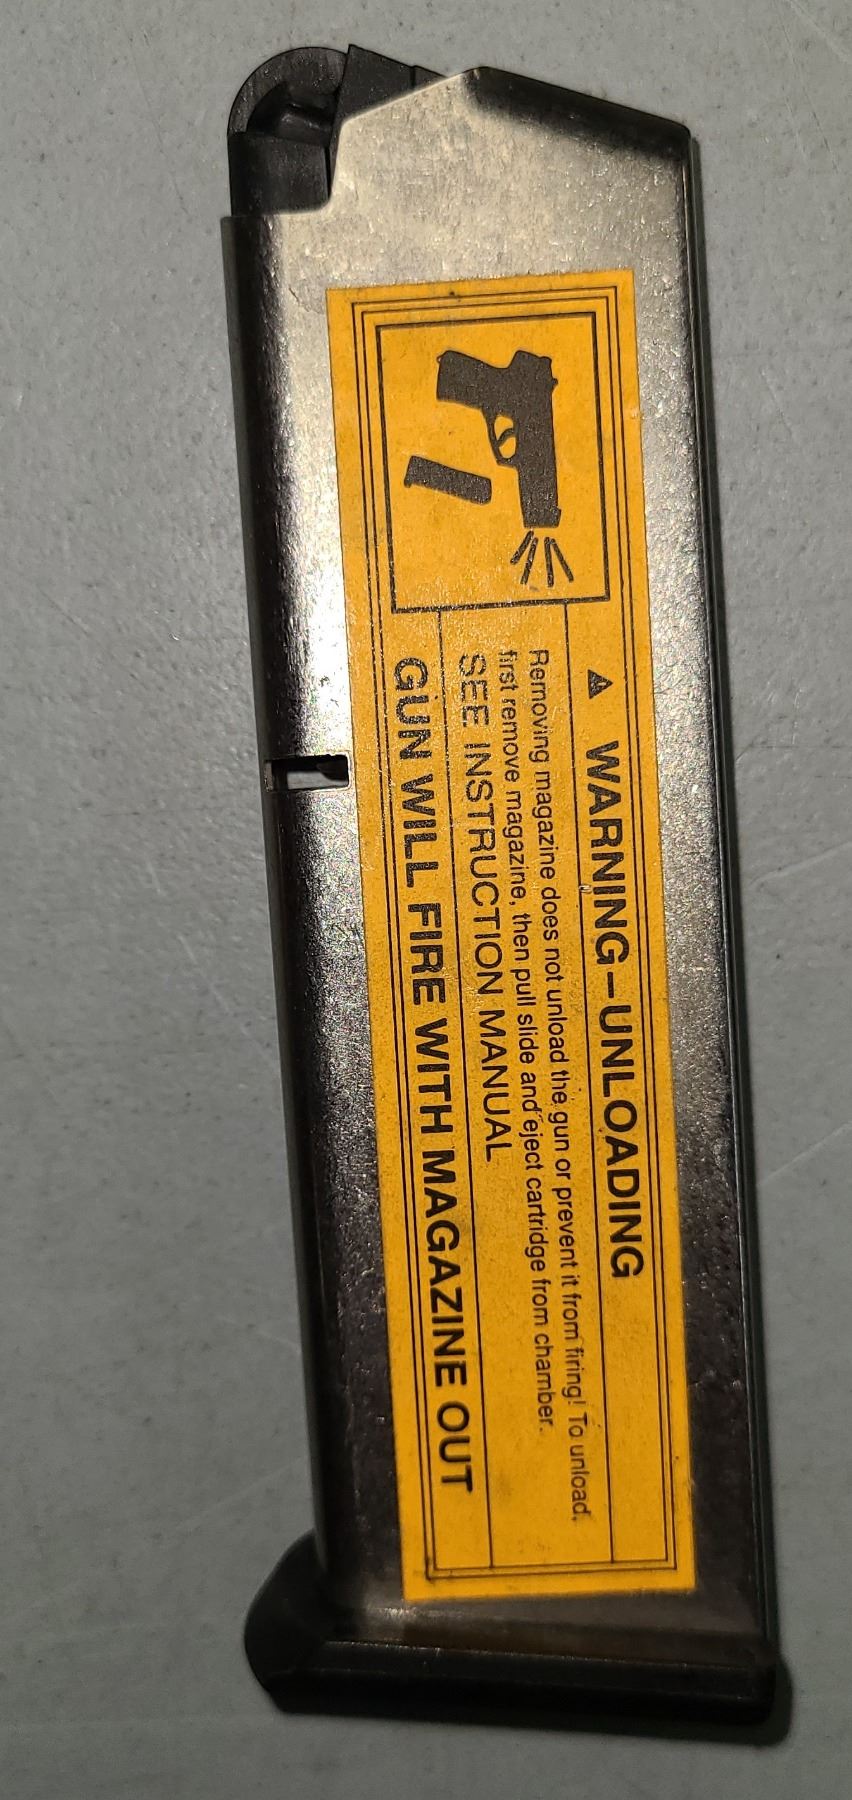 ⚠ WARNING–UNLOADING
Removing magazine does not unload the gun or prevent it from firing! To unload,
first remove magazine, then pull slide and eject cartridge from chamber.
SEE INSTRUCTION MANUAL
GUN WILL FIRE WITH MAGAZINE OUT